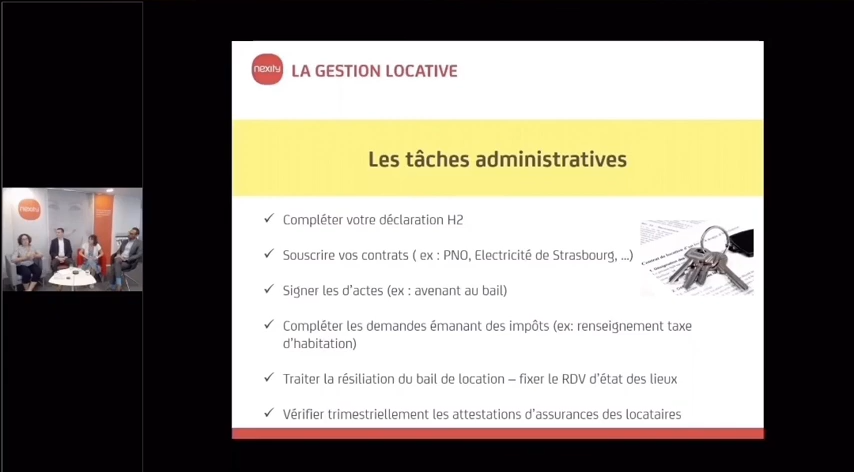 nexity LA GESTION LOCATIVE
Les tâches administratives
✓ Compléter votre déclaration H2
✓ Souscrire vos contrats ( ex : PNO, Electricité de Strasbourg, ...)
✓ Signer les d’actes (ex : avenant au bail)
✓ Compléter les demandes émanant des impôts (ex: renseignement taxe
d’habitation)
✓ Traiter la résiliation du bail de location – fixer le RDV d’état des lieux
✓ Vérifier trimestriellement les attestations d’assurances des locataires
nexity